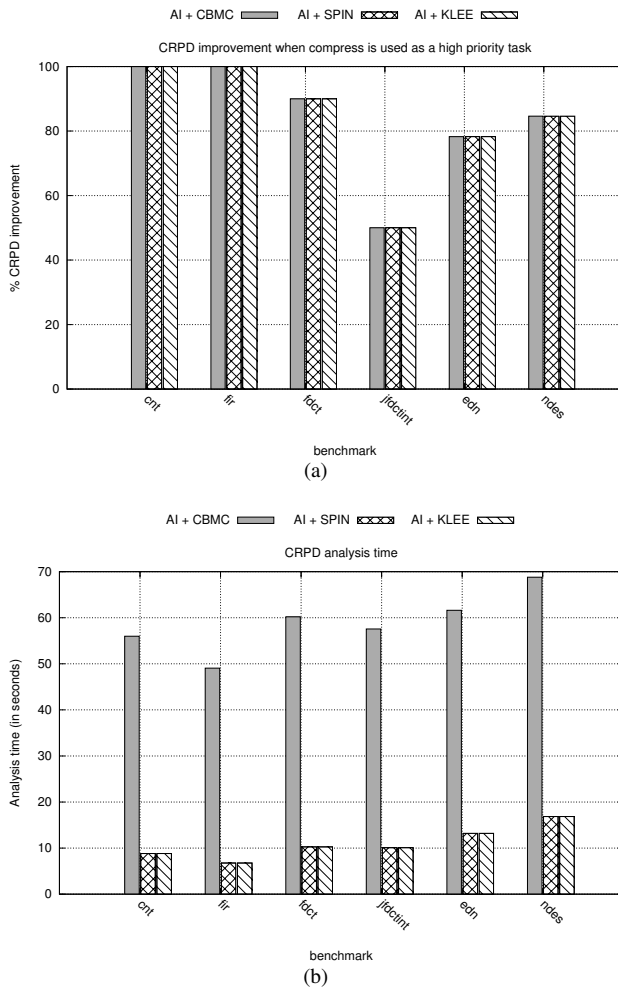 AI + CBMC AI + SPIN AI + KLEE
CRPD improvement when compress is used as a high priority task
100
80
60
40
20
0
% CRPD improvement
cnt
fir
fdct
jfdctint
edn
ndes
benchmark
(a)
AI + CBMC AI + SPIN AI + KLEE
CRPD analysis time
70
60
50
40
30
20
10
0
Analysis time (in seconds)
cnt
fir
fdct
jfdctint
edn
ndes
benchmark
(b)